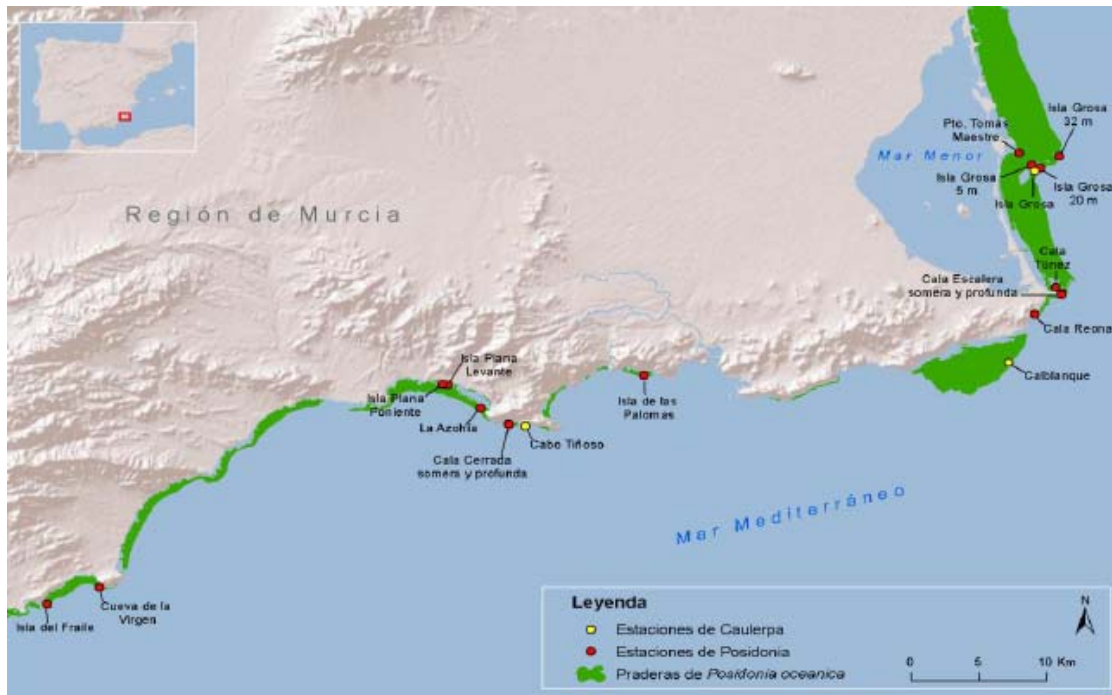 Isla Grosa
32 m
Pto. Tomás
Maestre
Mar Menor
Isla Grosa
5 m
Isla Grosa
Isla Grosa
20 m
Región de Murcia
Cala
Túnez
Cala Escalera
somera y profunda
Cala Reona
Calblanque
Isla Plana
Levante
Isla Plana
Poniente
Isla de las
Palomas
La Azohía
Cabo Tiñoso
Cala Cerrada
somera y profunda
Mar Mediterráneo
Cueva de la
Virgen
Isla del Fraile
Leyenda
Estaciones de Caulerpa
Estaciones de Posidonia
Praderas de Posidonia oceanica
N
0 5 10 Km